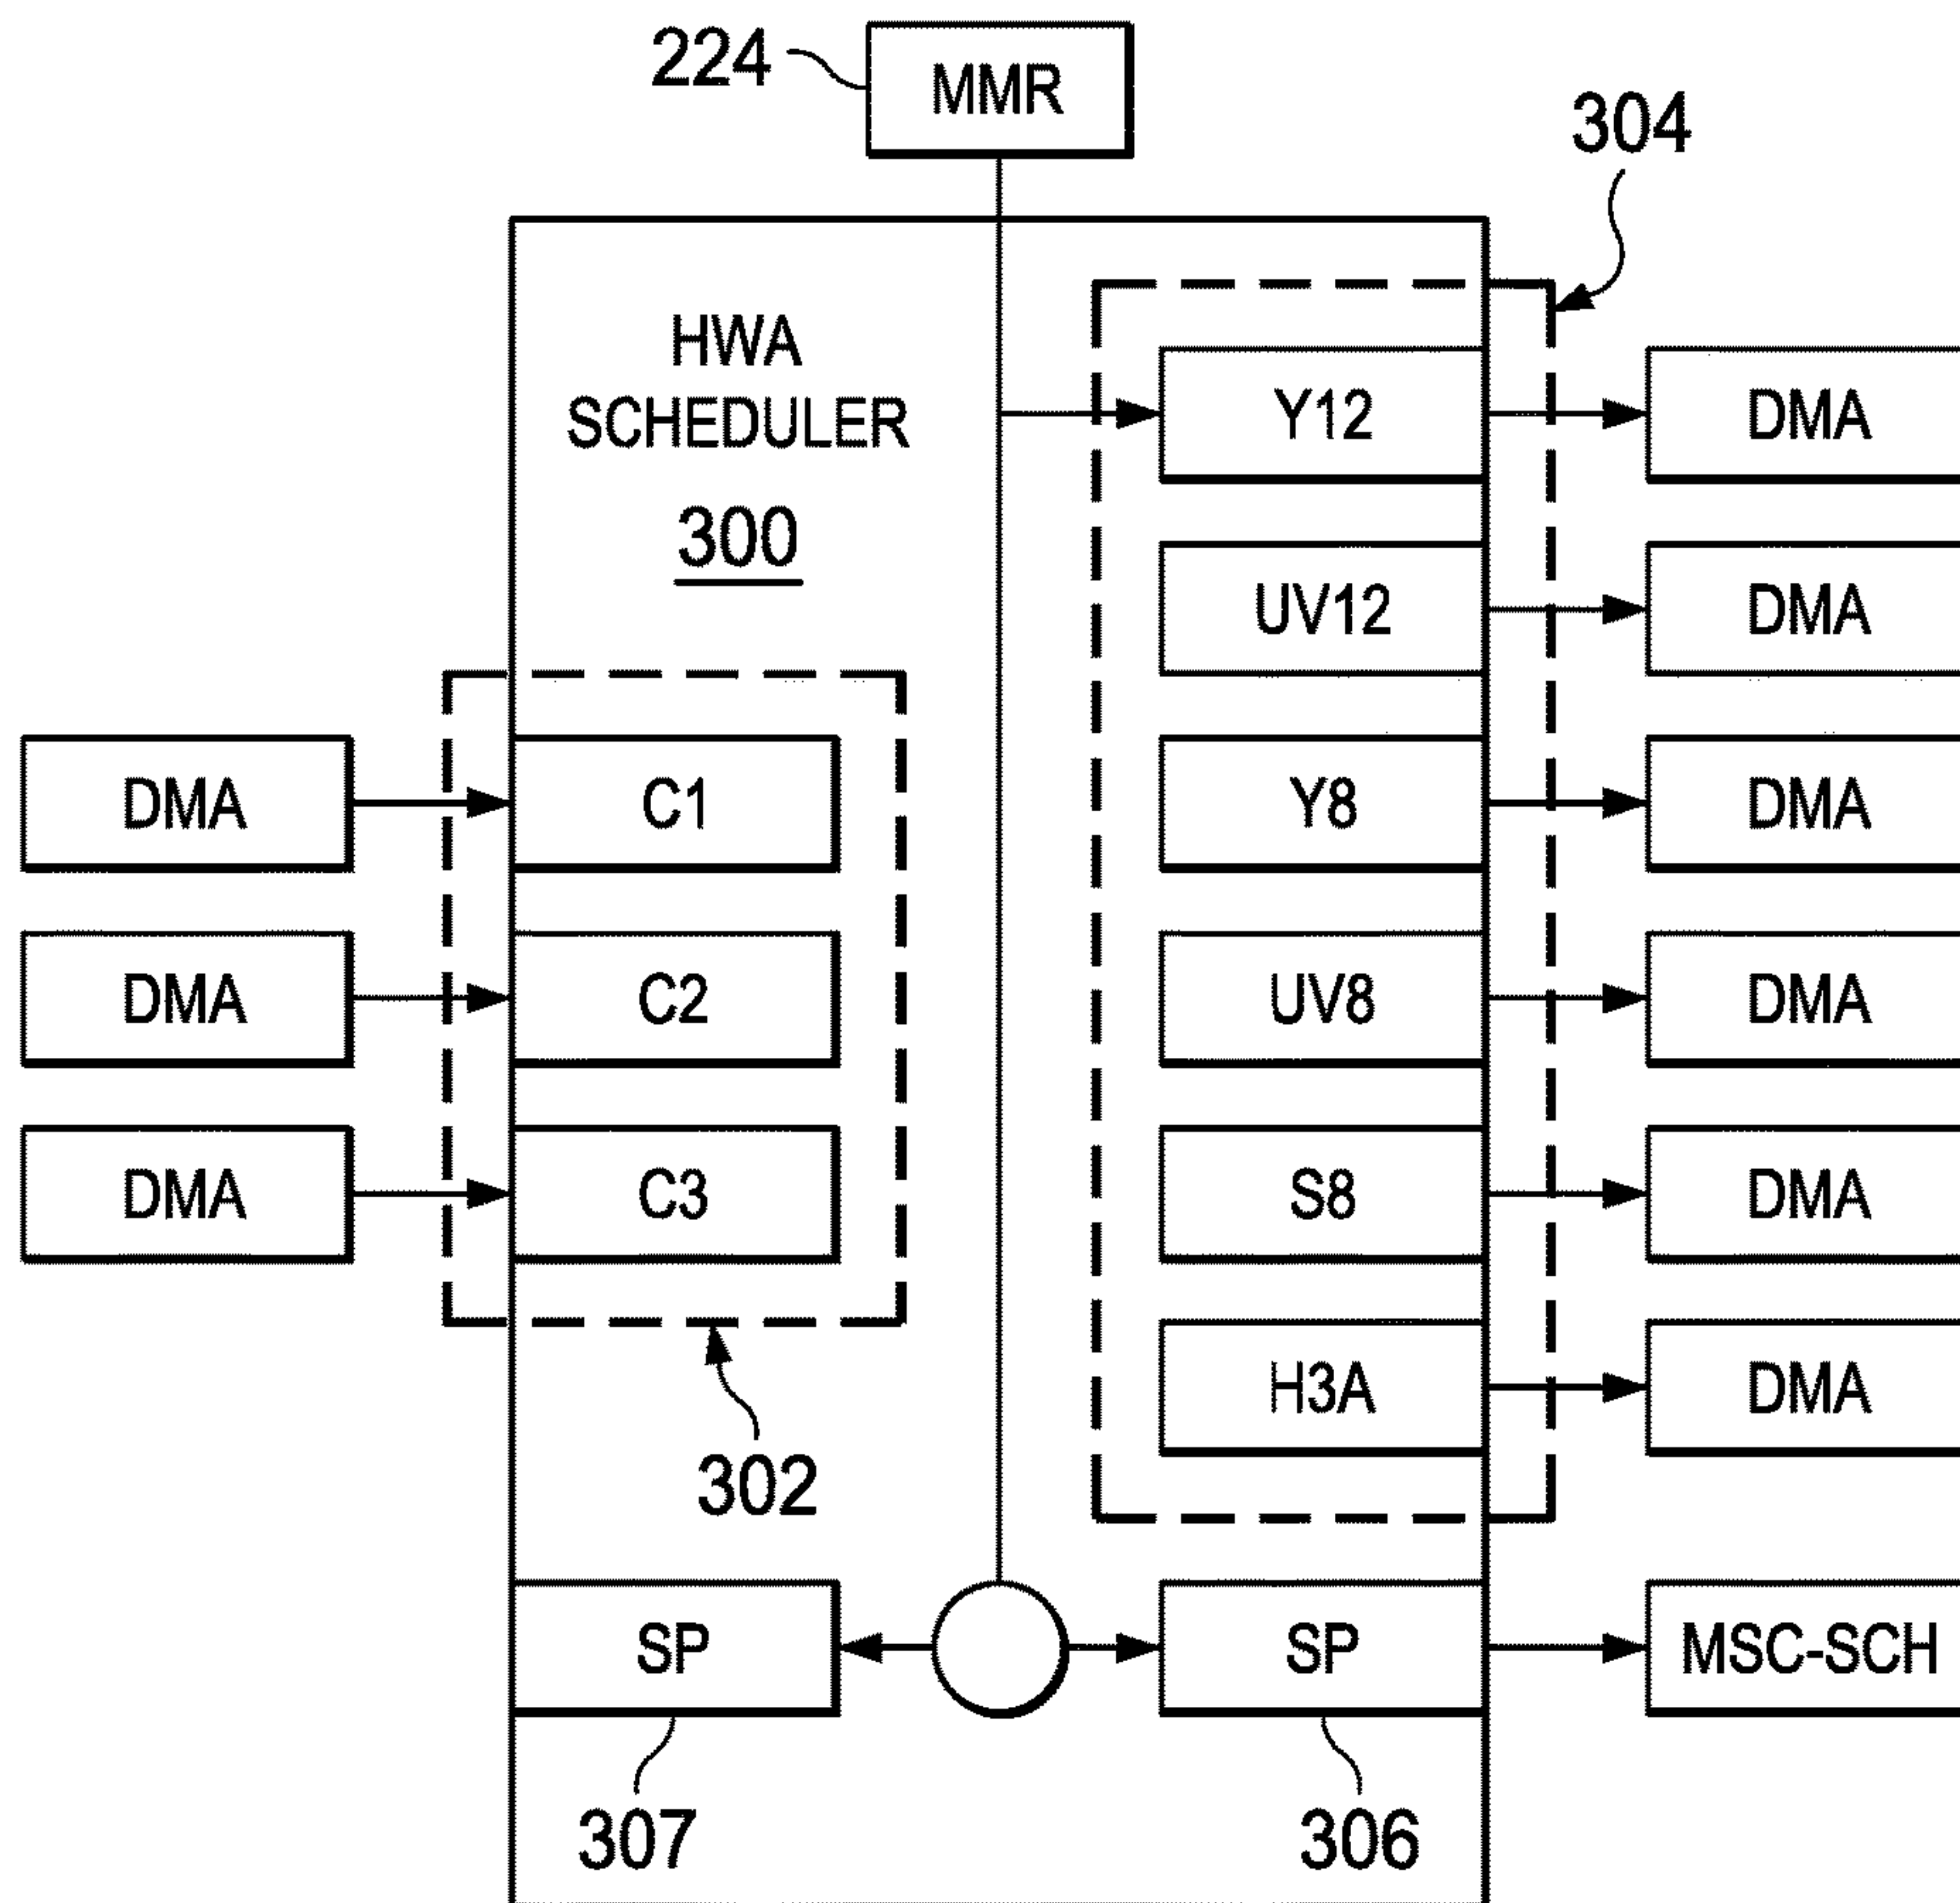 224
MMR
304
HWA
SCHEDULER
300
Y12
DMA
UV12
DMA
DMA
C1
Y8
DMA
DMA
C2
UV8
DMA
DMA
C3
S8
DMA
H3A
DMA
302
SP
SP
MSC-SCH
307
306